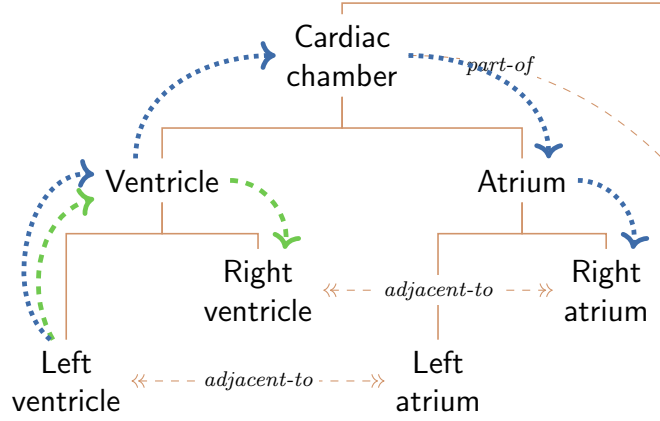 Cardiac
chamber
part-of
Ventricle
Atrium
Right
ventricle
adjacent-to
Right
atrium
Left
ventricle
adjacent-to
Left
atrium